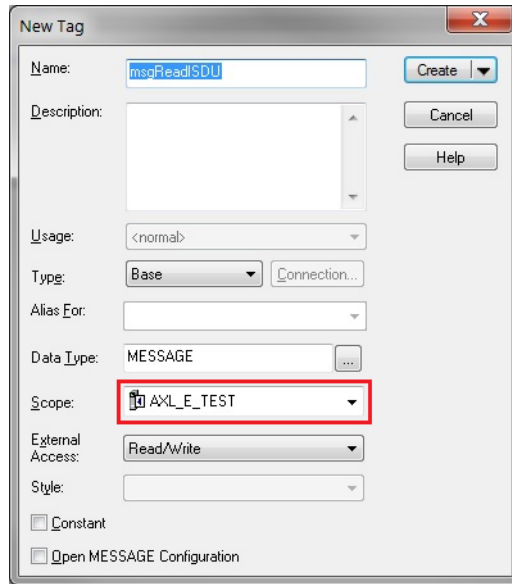 New Tag
Name: msgReadISDU Create
Description: Cancel
Help
Usage: <normal>
Type: Base Connection...
Alias For:
Data Type: MESSAGE ...
Scope: AXL_E_TEST
External Access: Read/Write
Style:
Constant
Open MESSAGE Configuration